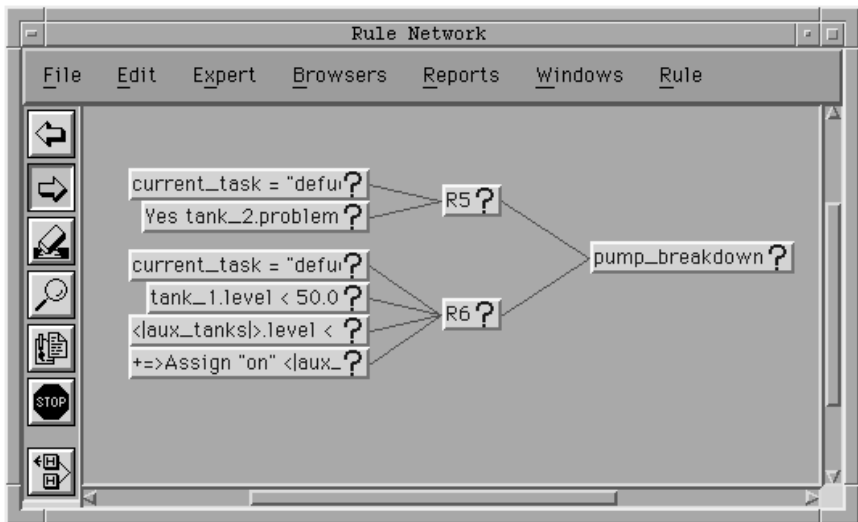 Rule Network
File Edit Expert Browsers Reports Windows Rule
current_task = "defu ?
Yes tank_2.problem ?
R5 ?
current_task = "defu ?
tank_1.level < 50.0 ?
<|aux_tanks|>.level < ?
+=>Assign "on" <|aux_ ?
R6 ?
pump_breakdown ?
STOP
H
H